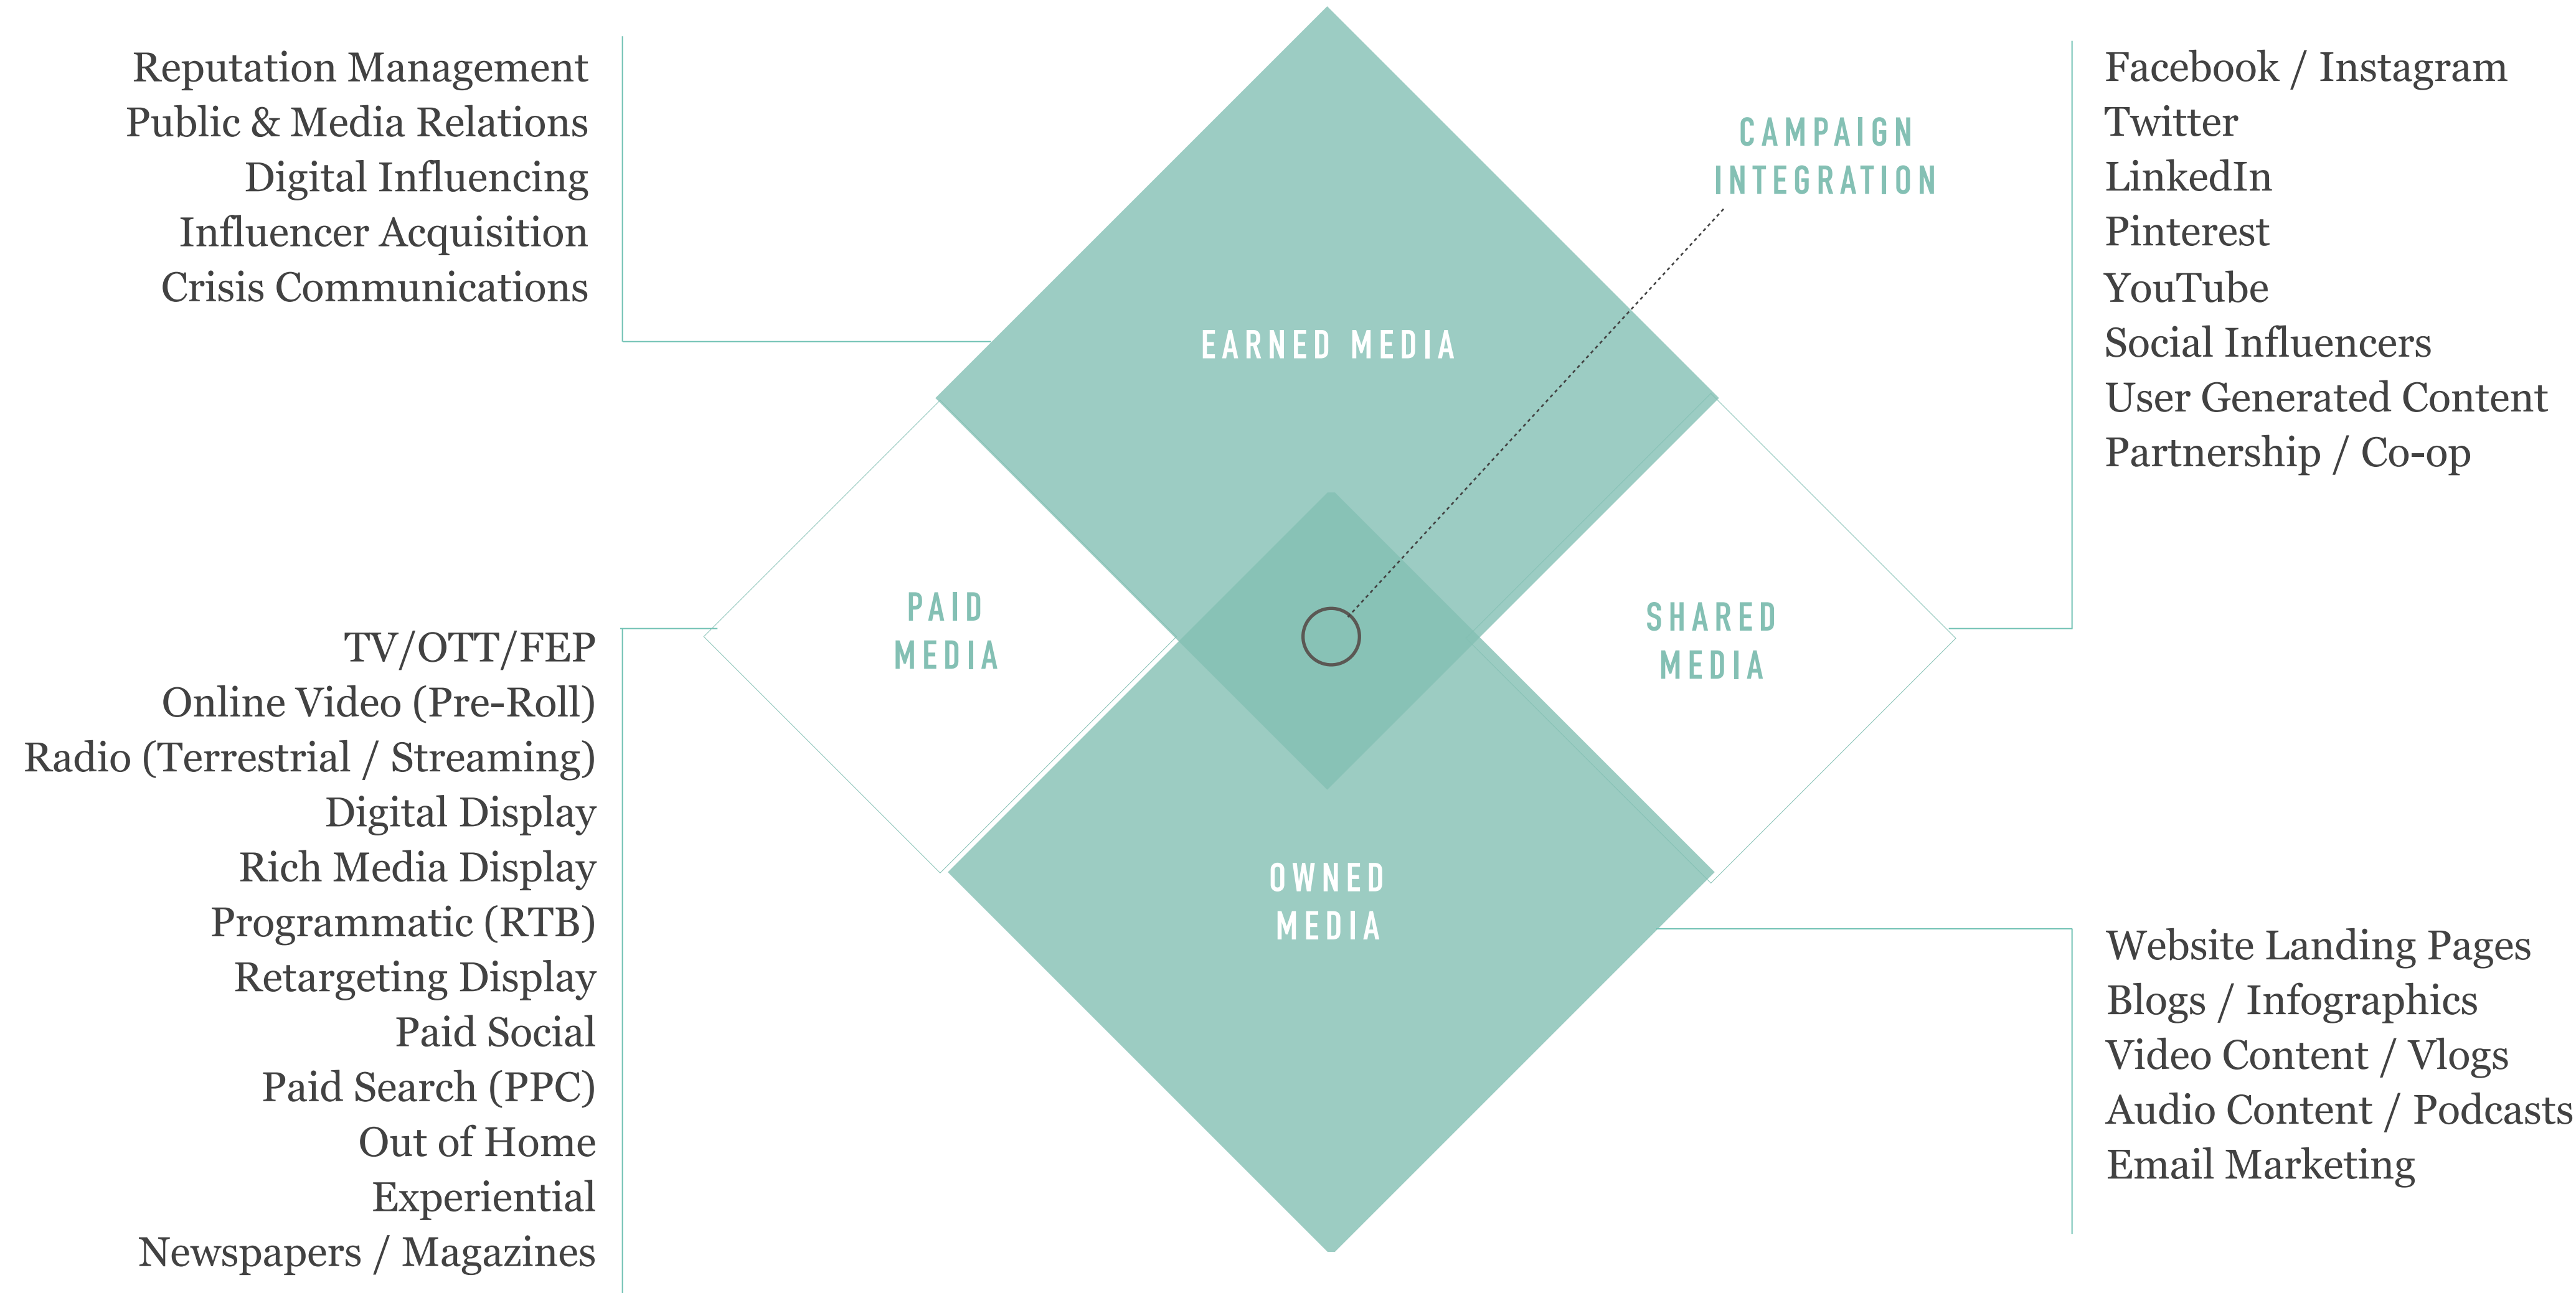 Reputation Management
Public & Media Relations
Digital Influencing
Influencer Acquisition
Crisis Communications
EARNED MEDIA
CAMPAIGN
INTEGRATION
Facebook / Instagram
Twitter
LinkedIn
Pinterest
YouTube
Social Influencers
User Generated Content
Partnership / Co-op
PAID
MEDIA
SHARED
MEDIA
TV/OTT/FEP
Online Video (Pre-Roll)
Radio (Terrestrial / Streaming)
Digital Display
Rich Media Display
Programmatic (RTB)
Retargeting Display
Paid Social
Paid Search (PPC)
Out of Home
Experiential
Newspapers / Magazines
OWNED
MEDIA
Website Landing Pages
Blogs / Infographics
Video Content / Vlogs
Audio Content / Podcasts
Email Marketing